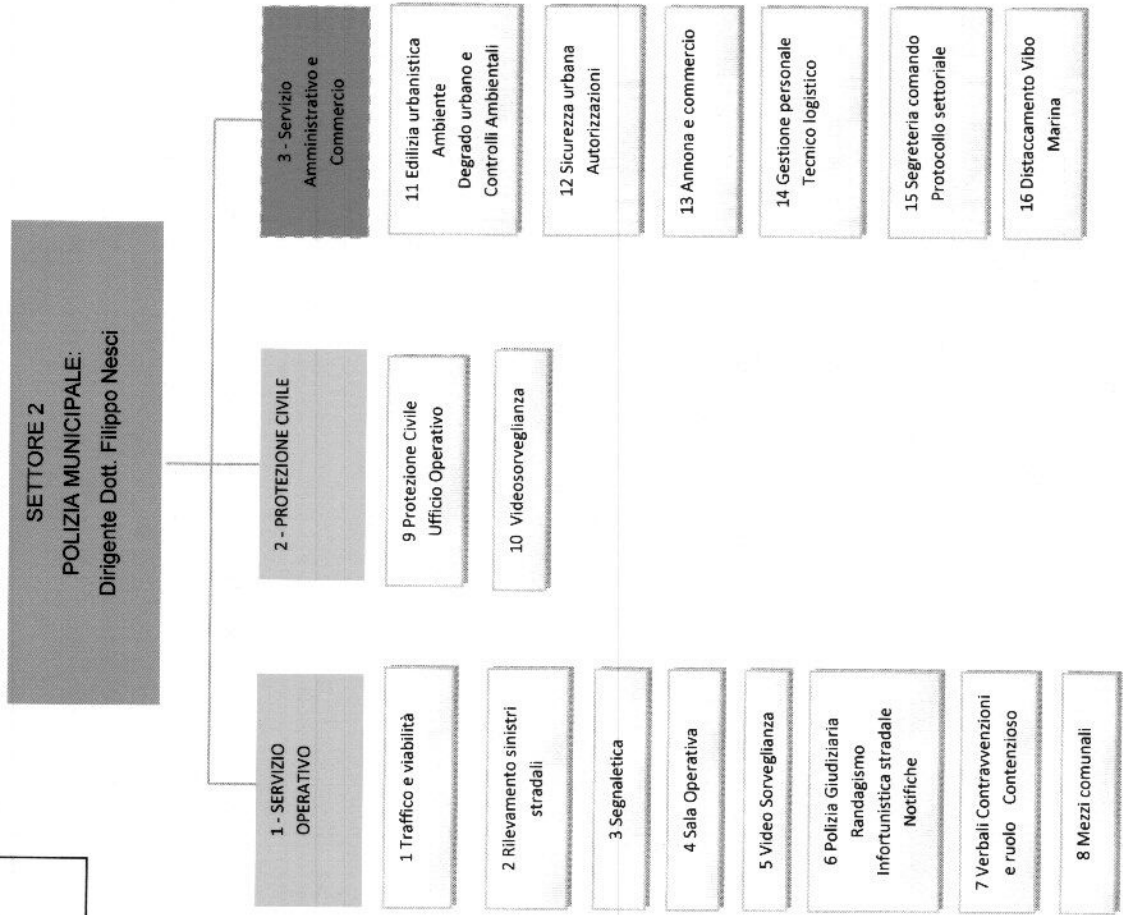 SETTORE 2
POLIZIA MUNICIPALE:
Dirigente Dott. Filippo Nesci
1 - SERVIZIO
OPERATIVO
1 Traffico e viabilità
2 Rilevamento sinistri
stradali
3 Segnaletica
4 Sala Operativa
5 Video Sorveglianza
6 Polizia Giudiziaria
Randagismo
Infortunistica stradale
Notifiche
7 Verbali Contravvenzioni
e ruolo Contenzioso
8 Mezzi comunali
2 - PROTEZIONE CIVILE
9 Protezione Civile
Ufficio Operativo
10 Videosorveglianza
3 - Servizio
Amministrativo e
Commercio
11 Edilizia urbanistica
Ambiente
Degrado urbano e
Controlli Ambientali
12 Sicurezza urbana
Autorizzazioni
13 Annona e commercio
14 Gestione personale
Tecnico logistico
15 Segreteria comando
Protocollo settoriale
16 Distaccamento Vibo
Marina